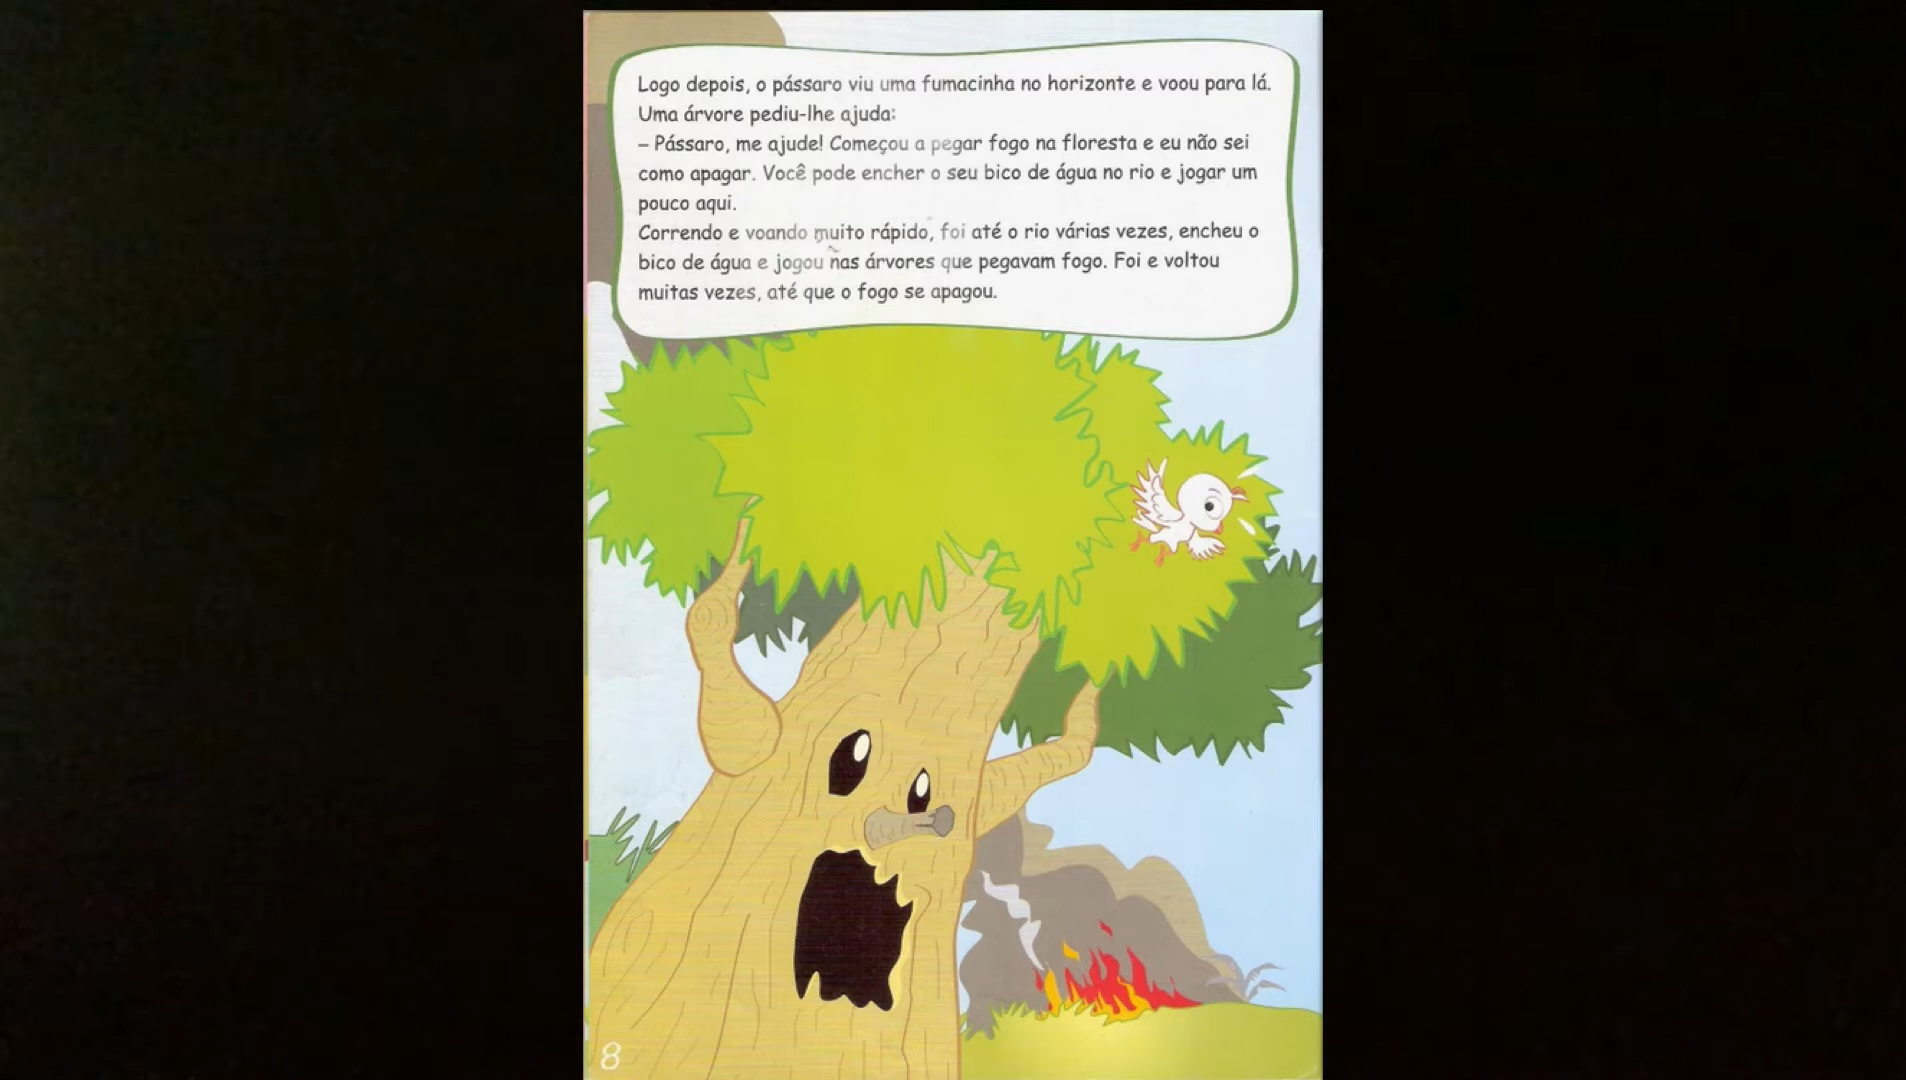 Logo depois, o pássaro viu uma fumacinha no horizonte e voou para lá.
Uma árvore pediu-lhe ajuda:
– Pássaro, me ajude! Começou a pegar fogo na floresta e eu não sei
como apagar. Você pode encher o seu bico de água no rio e jogar um
pouco aqui.
Correndo e voando muito rápido, foi até o rio várias vezes, encheu o
bico de água e jogou nas árvores que pegavam fogo. Foi e voltou
muitas vezes, até que o fogo se apagou.
8